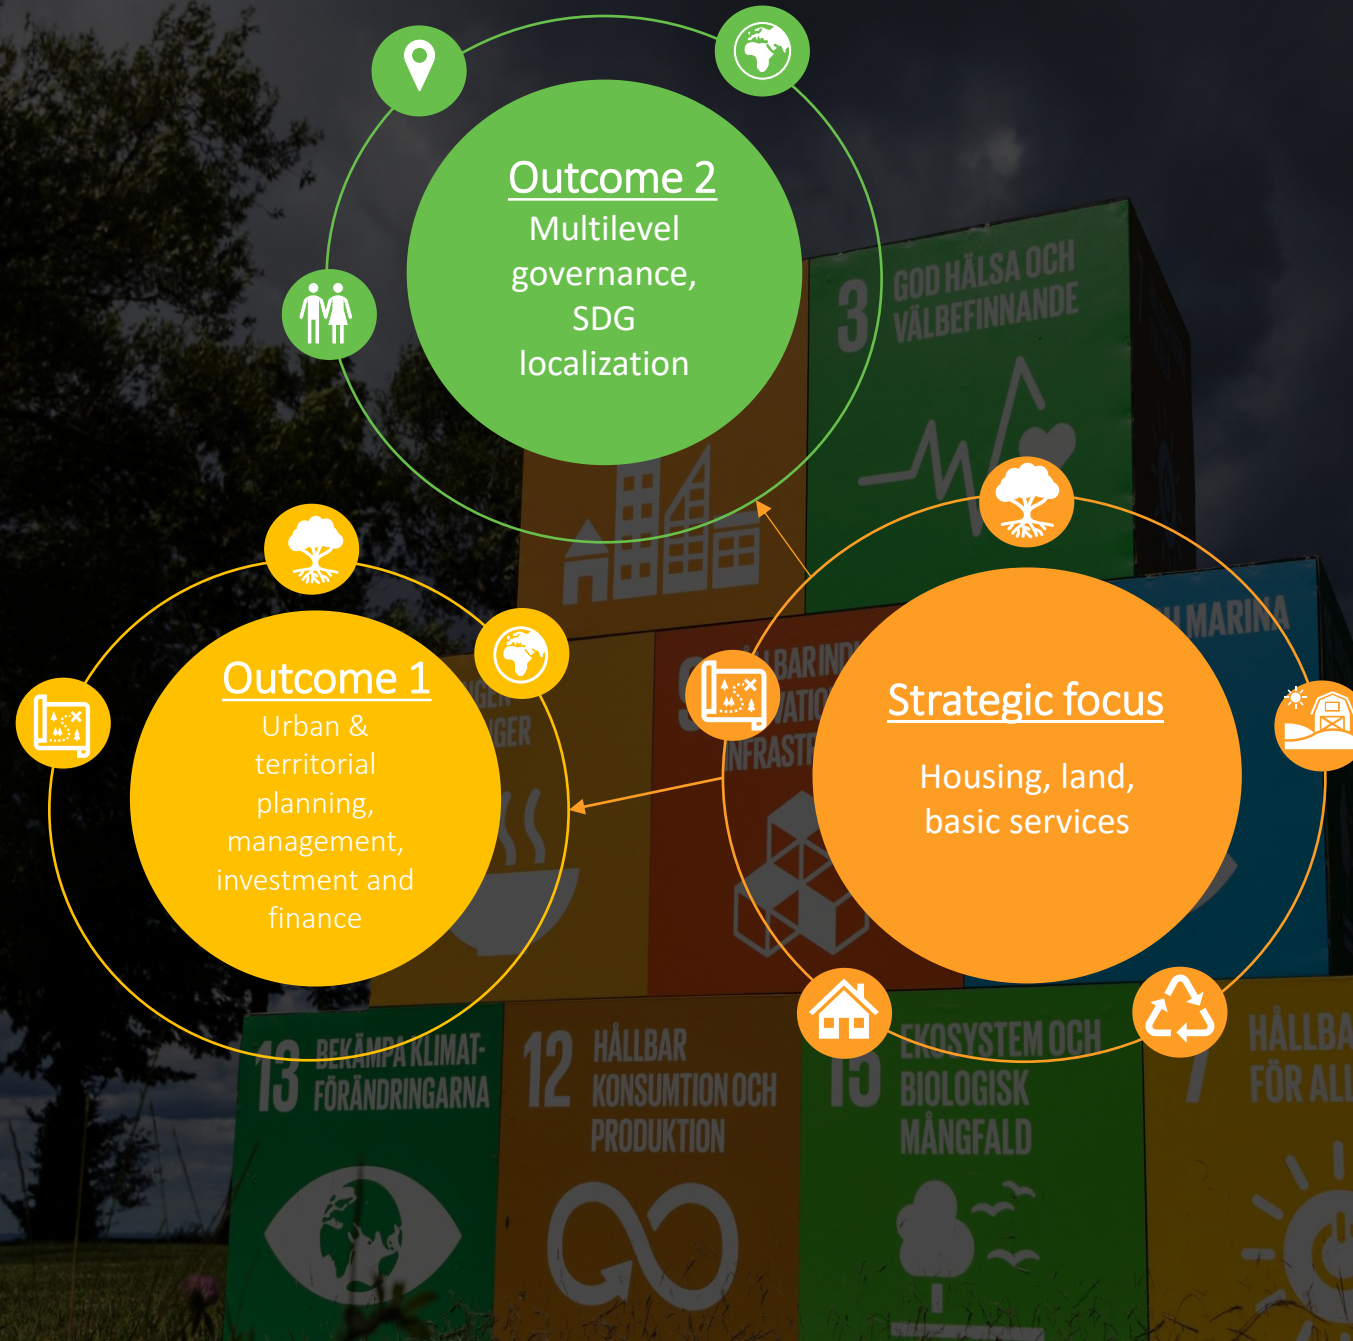 Outcome 2
Multilevel
governance,
SDG
localization
3 GOD HÄLSA OCH
VÄLBEFINNANDE
Outcome 1
Urban &
territorial
planning,
management,
investment and
finance
Strategic focus
Housing, land,
basic services
MARINA
13 BEKÄMPA KLIMAT-
FÖRÄNDRINGARNA
12 HÅLLBAR
KONSUMTION OCH
PRODUKTION
15 EKOSYSTEM OCH
BIOLOGISK
MÅNGFALD
7
FÖR